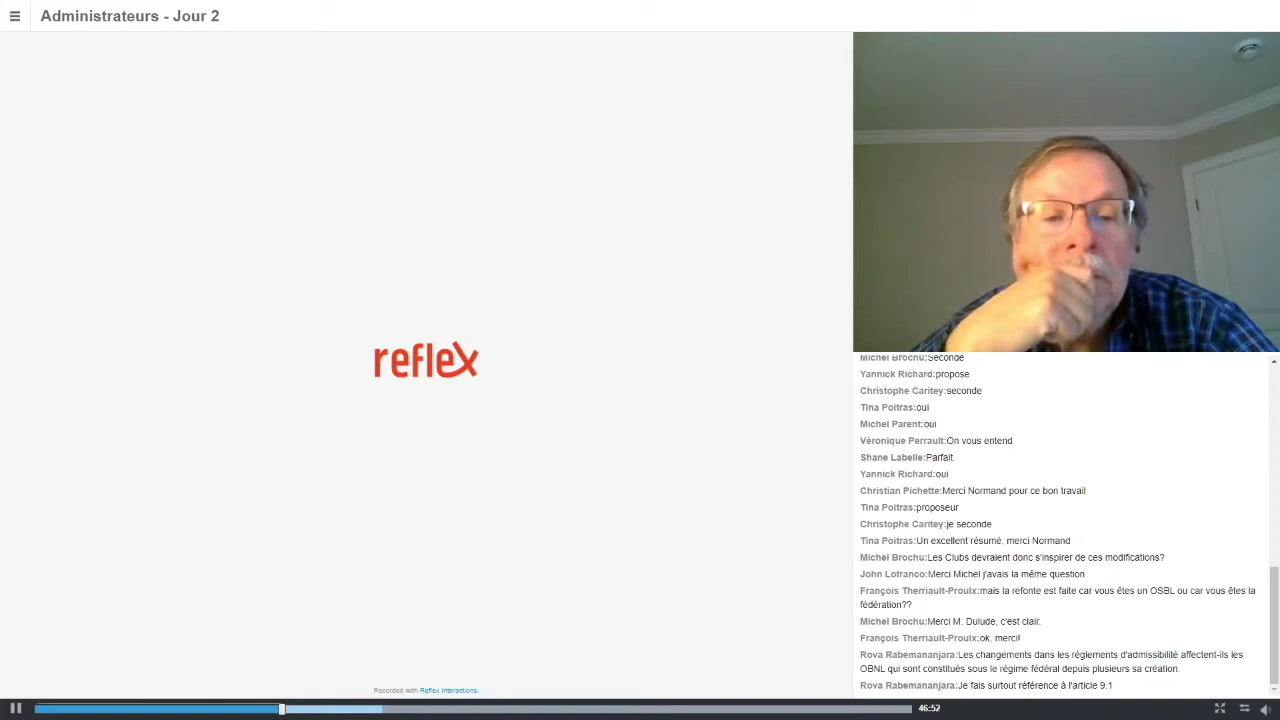 Administrateurs - Jour 2
reflex
Michel Brochu:Seconde
Yannick Richard:propose
Christophe Caritey:seconde
Tina Poitras:oui
Michel Parent:oui
Véronique Perrault:On vous entend
Shane Labelle:Parfait
Yannick Richard:oui
Christian Pichette:Merci Normand pour ce bon travail
Tina Poitras:proposeur
Christophe Caritey:je seconde
Tina Poitras:Un excellent résumé, merci Normand
Michel Brochu:Les Clubs devraient donc s'inspirer de ces modifications?
John Lofranco:Merci Michel j'avais la même question
François Therriault-Proulx:mais la refonte est faite car vous êtes un OSBL ou car vous êtes la
fédération??
Michel Brochu:Merci M. Dulude, c'est clair.
François Therriault-Proulx:ok, merci!
Rova Rabemananjara:Les changements dans les règlements d'admissibilité affectent-ils les
OBNL qui sont constitués sous le régime fédéral depuis plusieurs sa création.
Rova Rabemananjara:Je fais surtout référence à l'article 9.1
Recorded with Reflex Interactions.
46:52